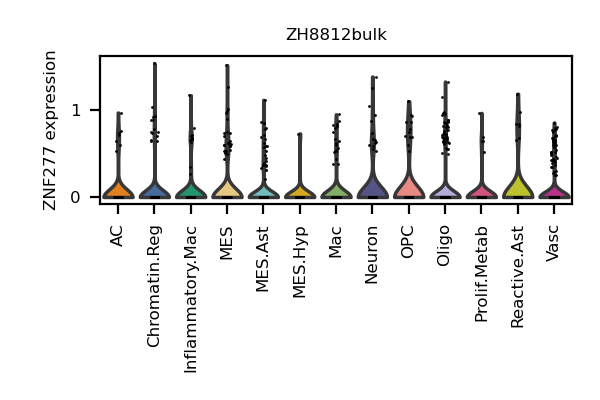 ZH8812bulk
ZNF277 expression
1
0
AC
Chromatin.Reg
Inflammatory.Mac
MES
MES.Ast
MES.Hyp
Mac
Neuron
OPC
Oligo
Prolif.Metab
Reactive.Ast
Vasc